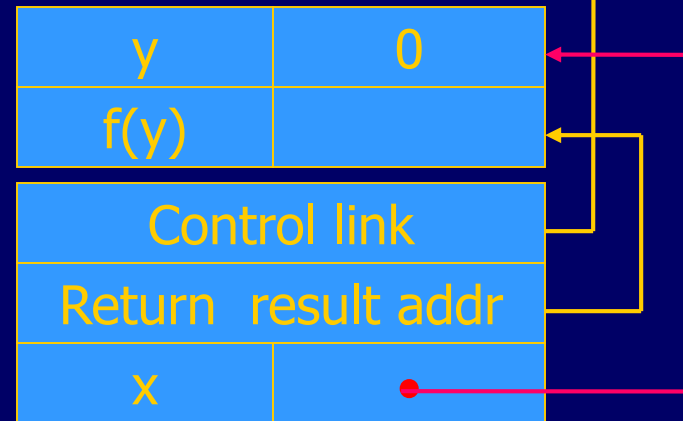 y 0
f(y)
Control link
Return result addr
x